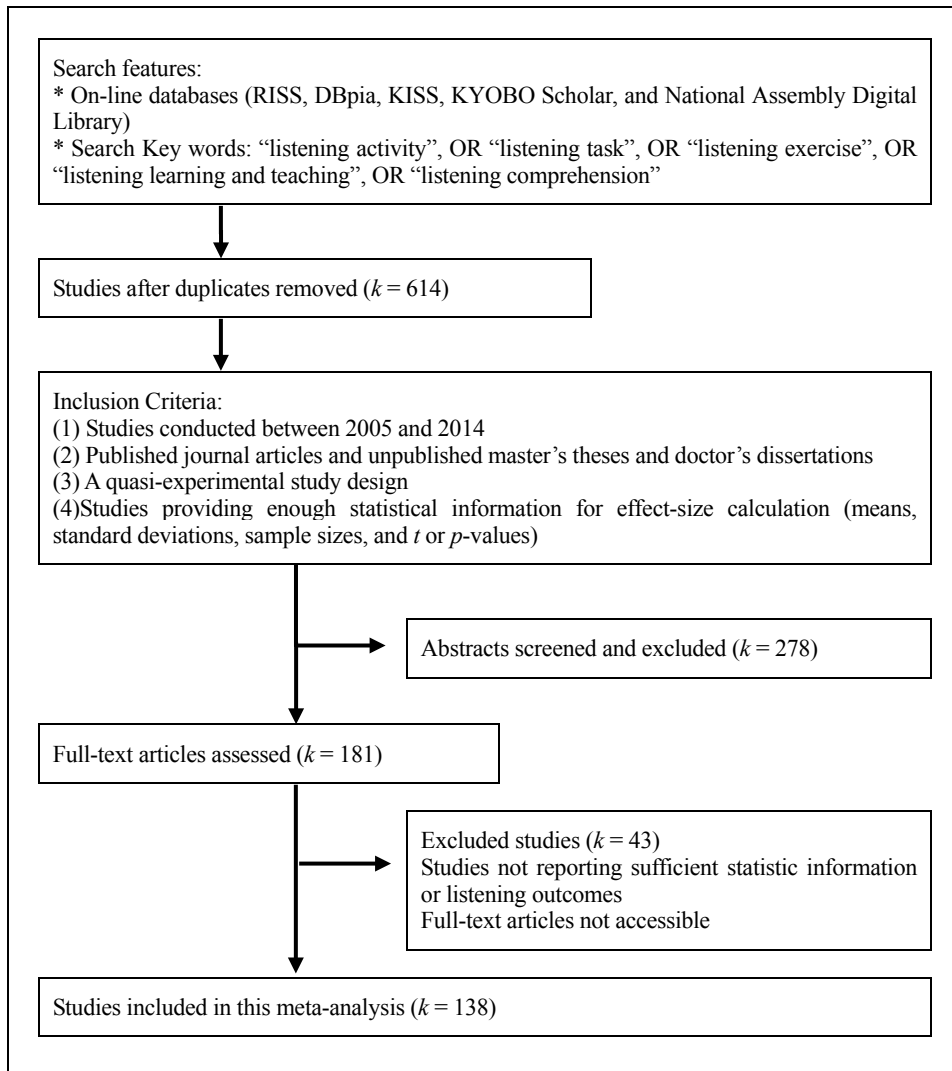 Search features:
* On-line databases (RISS, DBpia, KISS, KYOBO Scholar, and National Assembly Digital
Library)
* Search Key words: “listening activity”, OR “listening task”, OR “listening exercise”, OR
“listening learning and teaching”, OR “listening comprehension”
Studies after duplicates removed (k = 614)
Inclusion Criteria:
(1) Studies conducted between 2005 and 2014
(2) Published journal articles and unpublished master’s theses and doctor’s dissertations
(3) A quasi-experimental study design
(4)Studies providing enough statistical information for effect-size calculation (means,
standard deviations, sample sizes, and t or p-values)
Abstracts screened and excluded (k = 278)
Full-text articles assessed (k = 181)
Excluded studies (k = 43)
Studies not reporting sufficient statistic information
or listening outcomes
Full-text articles not accessible
Studies included in this meta-analysis (k = 138)